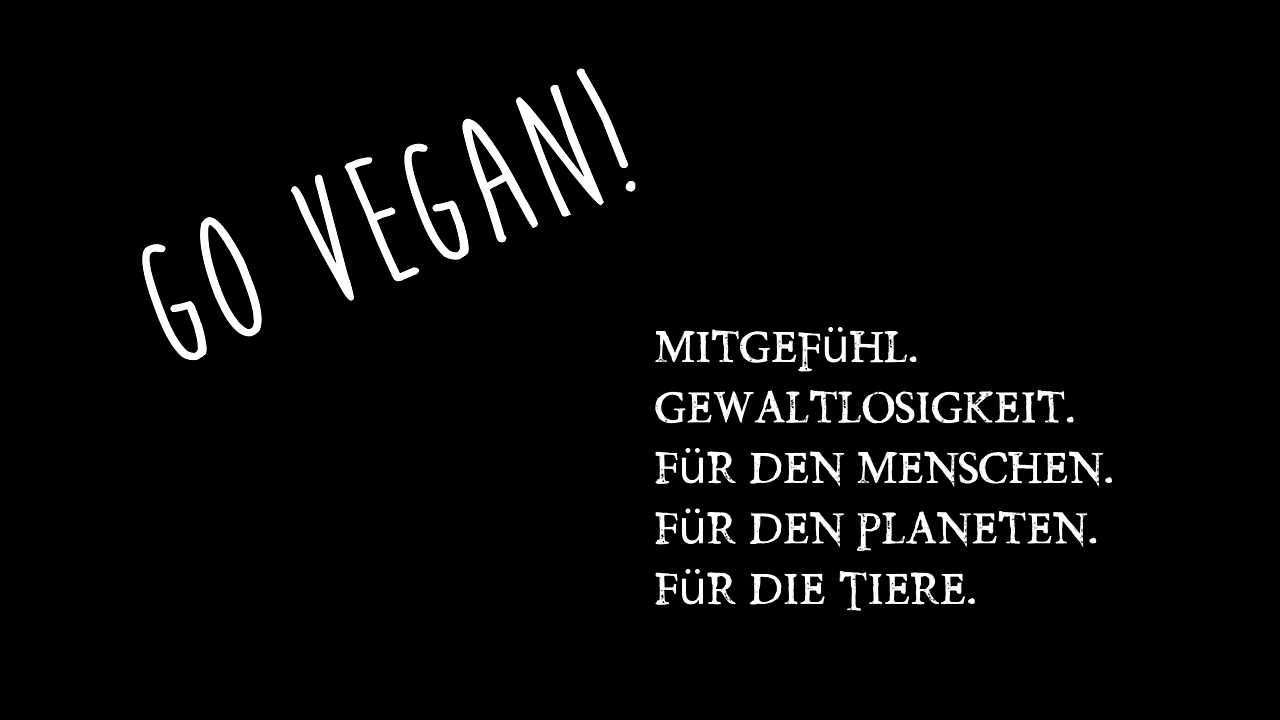 GO VEGAN!
MITGEFÜHL.
GEWALTLOSIGKEIT.
FÜR DEN MENSCHEN.
FÜR DEN PLANETEN.
FÜR DIE TIERE.